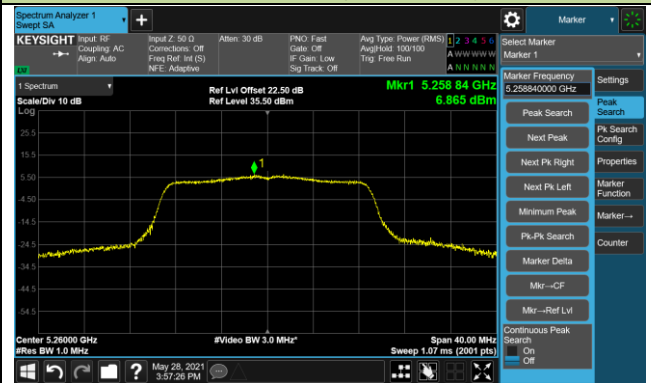 Spectrum Analyzer 1
Swept SA
Marker
KEYSIGHT
Input: RF
Coupling: AC
Align: Auto
Input Z: 50 Ω
Corrections: Off
Freq Ref: Int (S)
NFE: Adaptive
Atten: 30 dB
PNO: Fast
Gate: Off
IF Gain: Low
Sig Track: Off
Avg Type: Power (RMS)
Avg|Hold: 100/100
Trig: Free Run
1 2 3 4 5 6
A W W W W W
A N N N N N
Select Marker
Marker 1
1 Spectrum
Scale/Div 10 dB
Log
Ref Lvl Offset 22.50 dB
Ref Level 35.50 dBm
Mkr1 5.258 84 GHz
6.865 dBm
25.5
15.5
5.50
-4.50
-14.5
-24.5
-34.5
-44.5
-54.5
1
Center 5.26000 GHz
#Res BW 1.0 MHz
#Video BW 3.0 MHz*
Span 40.00 MHz
Sweep 1.07 ms (2001 pts)
Marker Frequency
5.258840000 GHz
Peak Search
Next Peak
Next Pk Right
Next Pk Left
Minimum Peak
Pk-Pk Search
Marker Delta
Mkr→CF
Mkr→Ref Lvl
Continuous Peak
Search
On
Off
Settings
Peak
Search
Pk Search
Config
Properties
Marker
Function
Marker→
Counter
May 28, 2021
3:57:26 PM